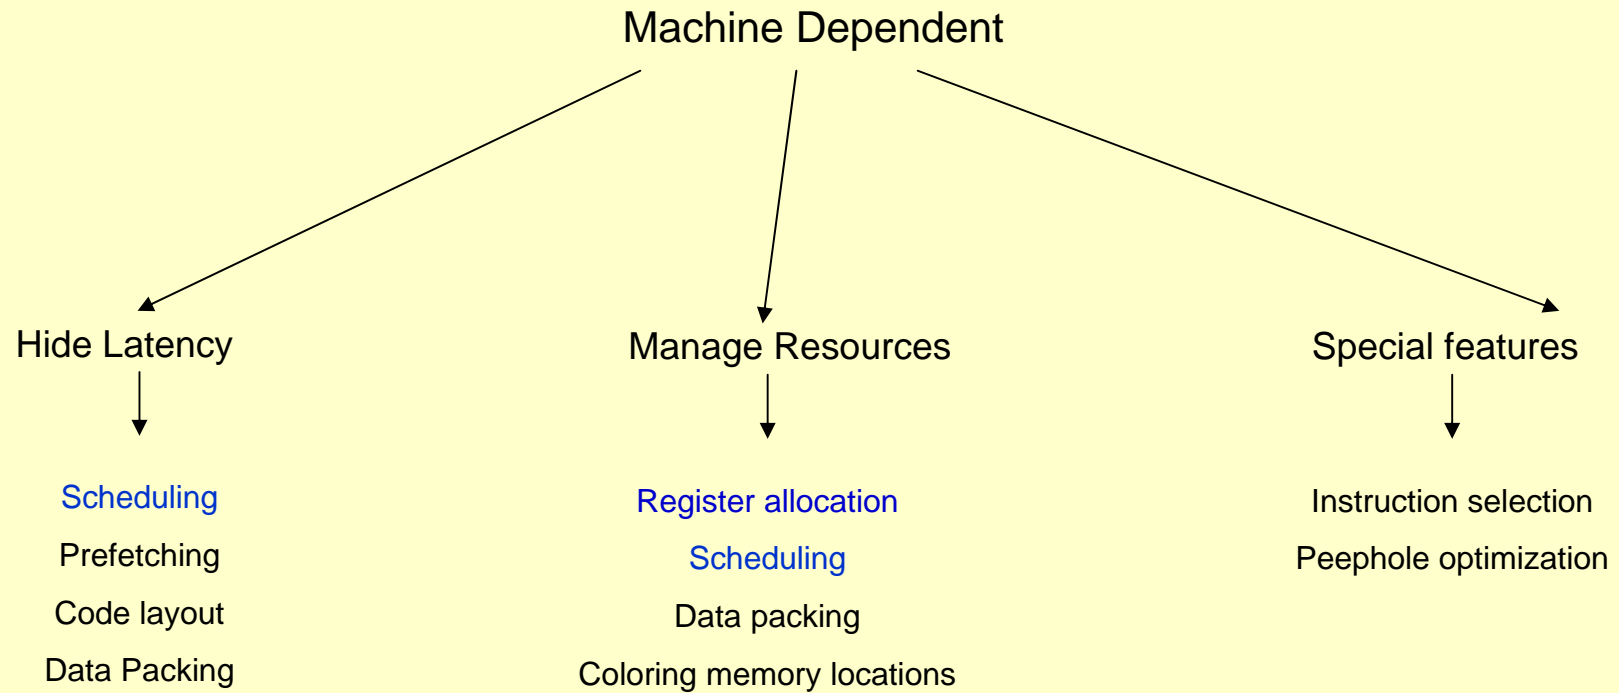 Machine Dependent
Hide Latency
Scheduling
Prefetching
Code layout
Data Packing
Manage Resources
Register allocation
Scheduling
Data packing
Coloring memory locations
Special features
Instruction selection
Peephole optimization